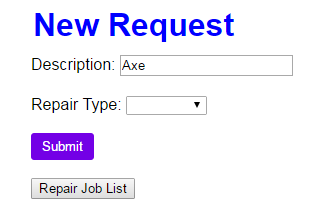 New Request
Description: Axe
Repair Type:
Submit
Repair Job List